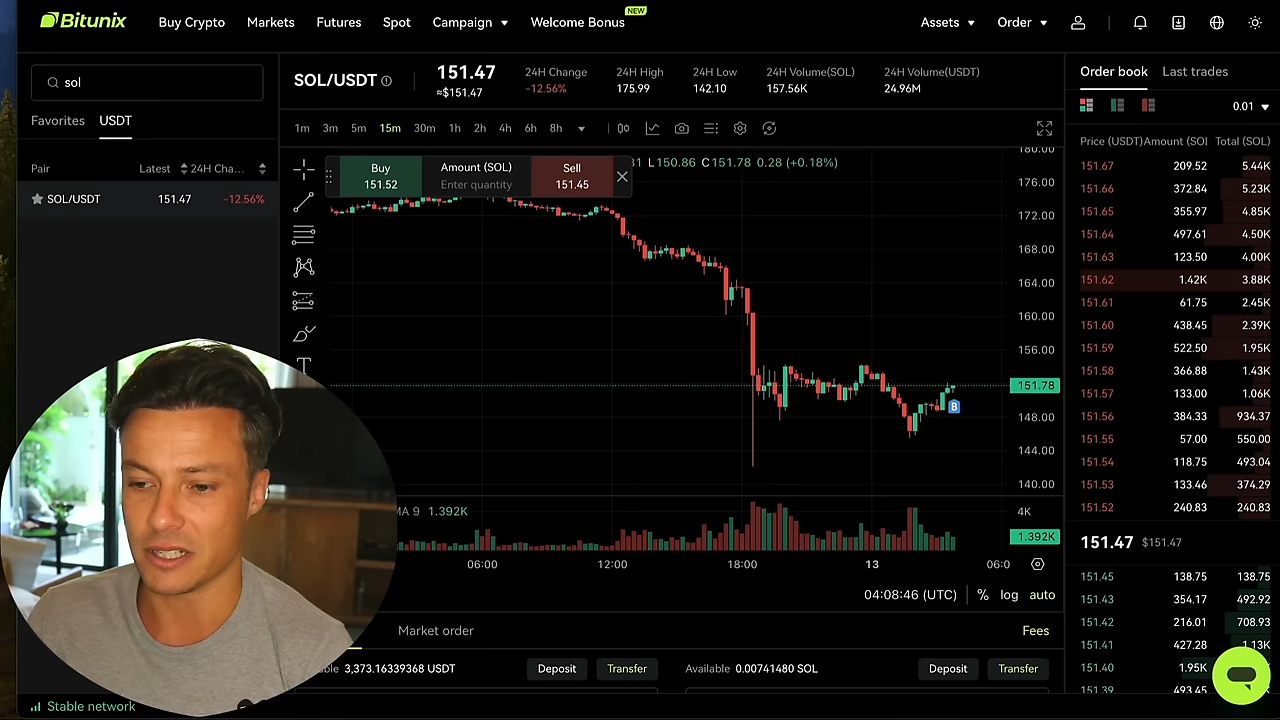 Bitunix
Buy Crypto
Markets
Futures
Spot
Campaign
Welcome Bonus
NEW
Assets
Order
sol
Favorites
USDT
Pair
Latest
24H Cha...
SOL/USDT
151.47
-12.56%
SOL/USDT
151.47
≈$151.47
24H Change
-12.56%
24H High
175.99
24H Low
142.10
24H Volume(SOL)
157.56K
24H Volume(USDT)
24.96M
1m 3m 5m 15m 30m 1h 2h 4h 6h 8h
Buy
151.52
Amount (SOL)
Enter quantity
Sell
151.45
31 L150.86 C151.78 0.28 (+0.18%)
180.00
176.00
172.00
168.00
164.00
160.00
156.00
151.78
148.00
144.00
140.00
B
MA 9 1.392K
4K
1.392K
06:00 12:00 18:00 13 06:0
04:08:46 (UTC) % log auto
Market order
Fees
3,373.16339368 USDT
Deposit
Transfer
Available 0.00741480 SOL
Deposit
Transfer
Stable network
Order book
Last trades
0.01
Price (USDT) Amount (SOL Total (SOL)
151.67 209.52 5.44K
151.66 372.84 5.23K
151.65 355.97 4.85K
151.64 497.61 4.50K
151.63 123.50 4.00K
151.62 1.42K 3.88K
151.61 61.75 2.45K
151.60 438.45 2.39K
151.59 522.50 1.95K
151.58 366.88 1.43K
151.57 133.00 1.06K
151.56 384.33 934.37
151.55 57.00 550.00
151.54 118.75 493.04
151.53 133.46 374.29
151.52 240.83 240.83
151.47 $151.47
151.45 138.75 138.75
151.43 354.17 492.92
151.42 216.01 708.93
151.41 427.28 1.13K
151.40 1.95K
151.39 493.45